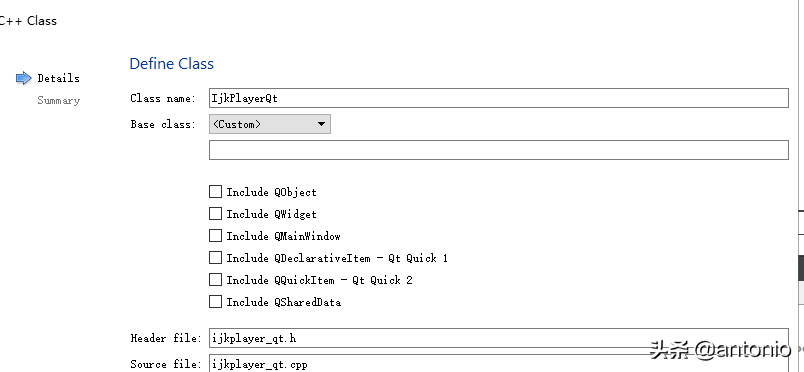 C++ Class
Define Class
Details
Summary
Class name: IjkPlayerQt
Base class: <Custom>
Include QObject
Include QWidget
Include QMainWindow
Include QDeclarativeItem - Qt Quick 1
Include QQuickItem - Qt Quick 2
Include QSharedData
Header file: ijkplayer_qt.h
Source file: ijkplayer_qt.cpp
头条 @antonio